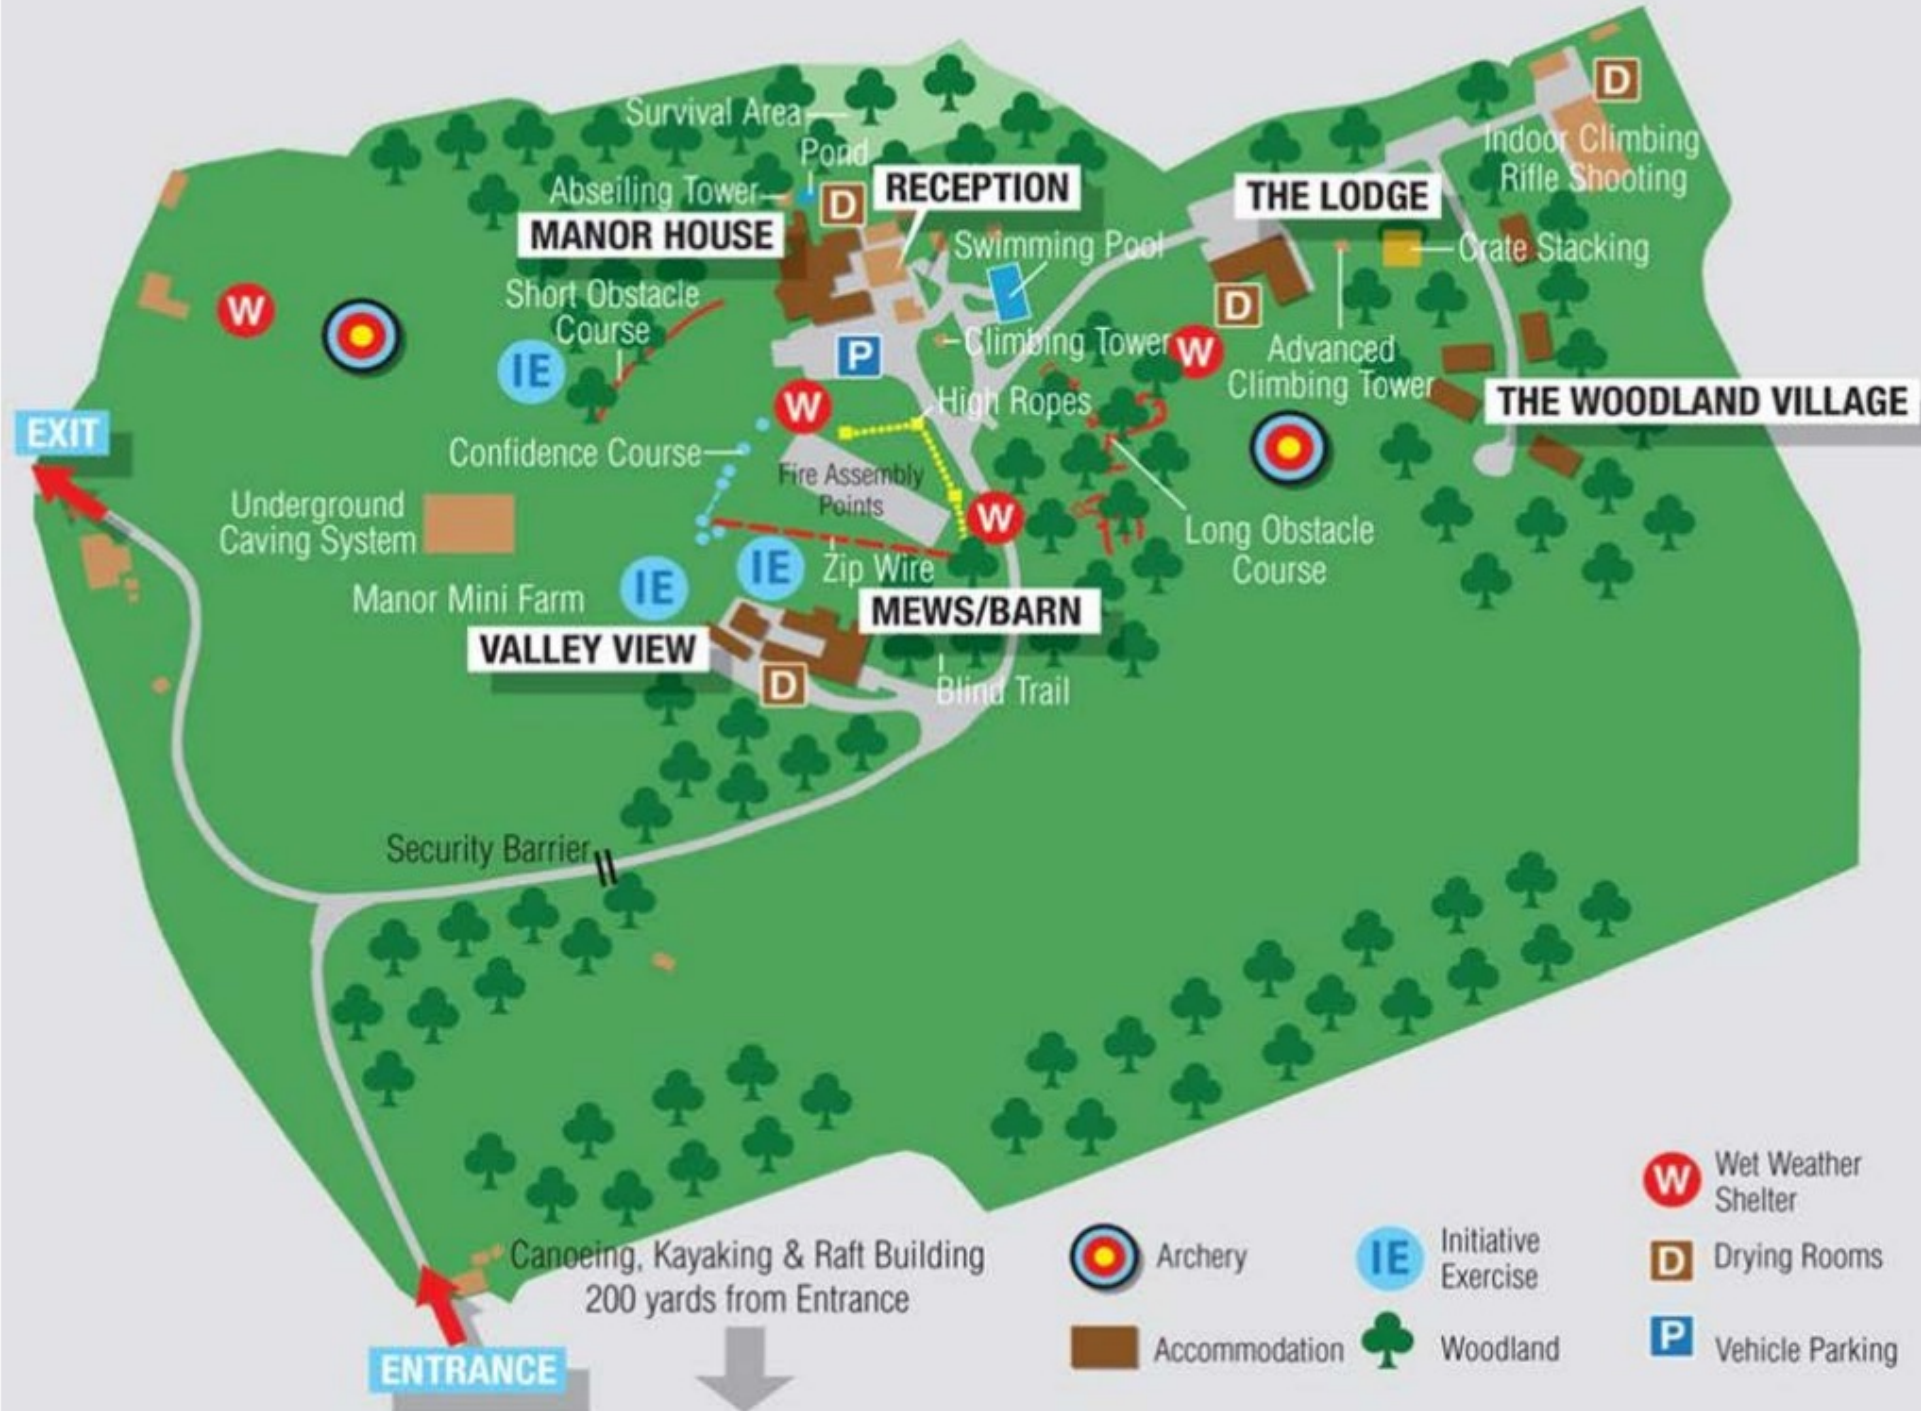 Survival Area
Pond
Abseiling Tower
D
RECEPTION
MANOR HOUSE
Swimming Pool
Short Obstacle
Course
IE
W
P
Climbing Tower
High Ropes
W
Confidence Course
Fire Assembly
Points
EXIT
Underground
Caving System
W
Zip Wire
IE
IE
Manor Mini Farm
MEWS/BARN
VALLEY VIEW
D
Blind Trail
D
Indoor Climbing
Rifle Shooting
THE LODGE
Crate Stacking
D
W
Advanced
Climbing Tower
THE WOODLAND VILLAGE
Long Obstacle
Course
Security Barrier
Canoeing, Kayaking & Raft Building
200 yards from Entrance
ENTRANCE
Archery
Accommodation
IE
Initiative
Exercise
Woodland
W
Wet Weather
Shelter
D
Drying Rooms
P
Vehicle Parking